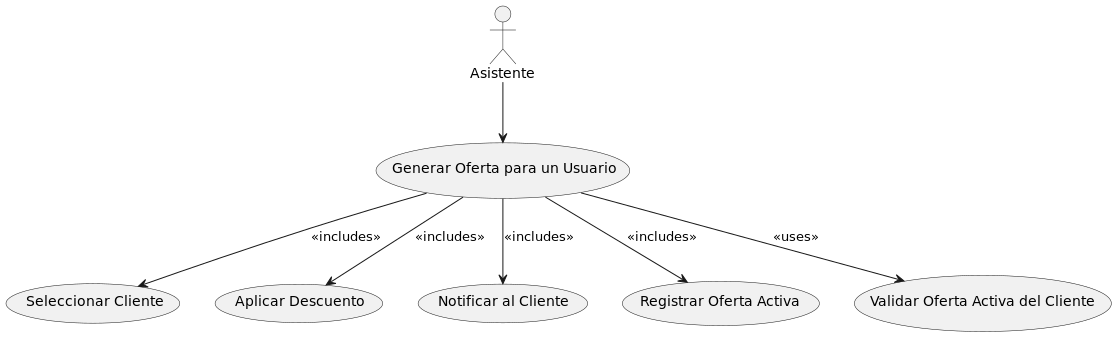 Asistente
Generar Oferta para un Usuario
«includes»
«includes»
«includes»
«includes»
«uses»
Seleccionar Cliente
Aplicar Descuento
Notificar al Cliente
Registrar Oferta Activa
Validar Oferta Activa del Cliente